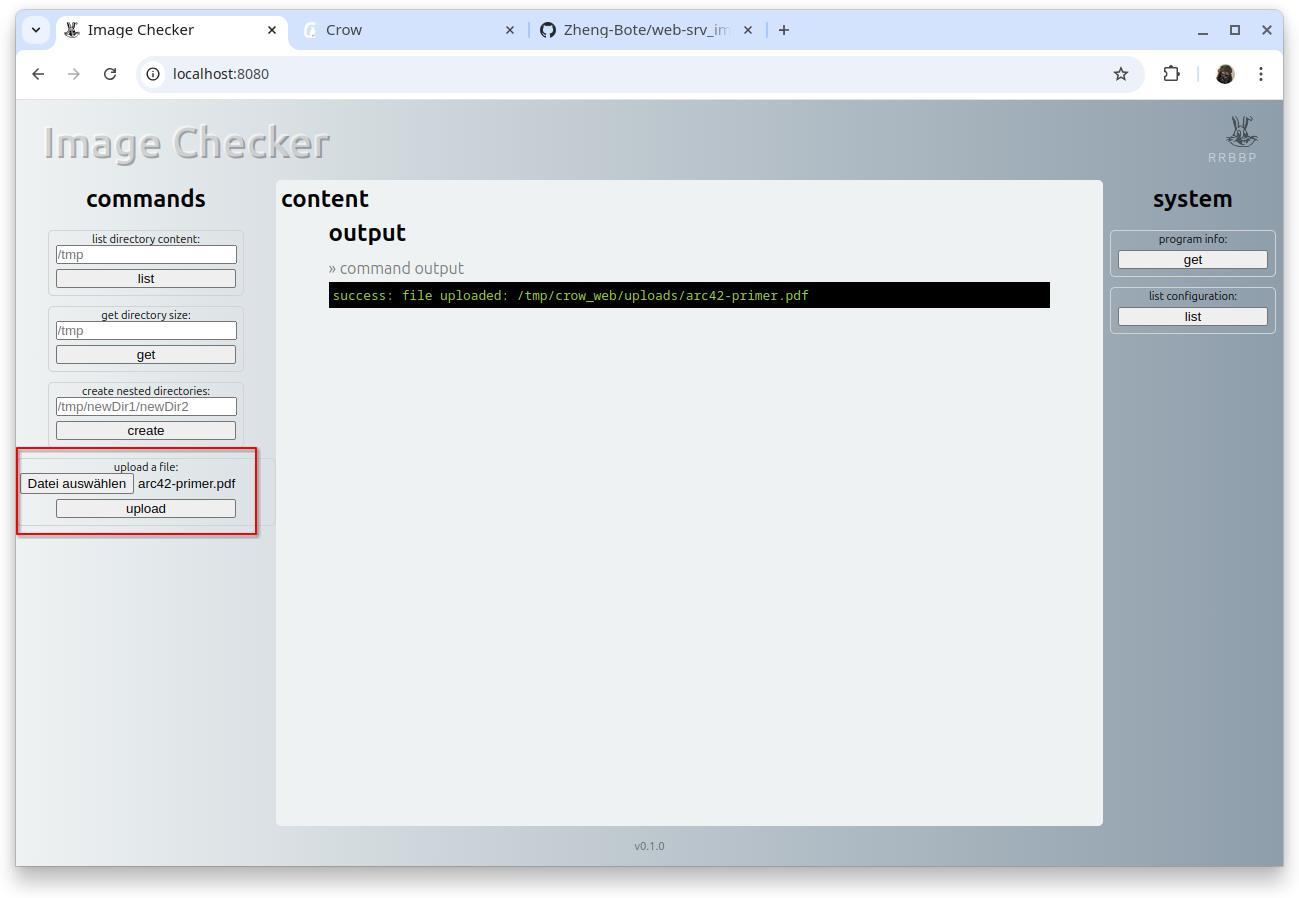 Image Checker
Crow
Zheng-Bote/web-srv_im
localhost:8080
Image Checker
RRBBP
commands
list directory content:
/tmp
list
get directory size:
/tmp
get
create nested directories:
/tmp/newDir1/newDir2
create
upload a file:
Datei auswählen arc42-primer.pdf
upload
content
output
» command output
success: file uploaded: /tmp/crow_web/uploads/arc42-primer.pdf
system
program info:
get
list configuration:
list
v0.1.0